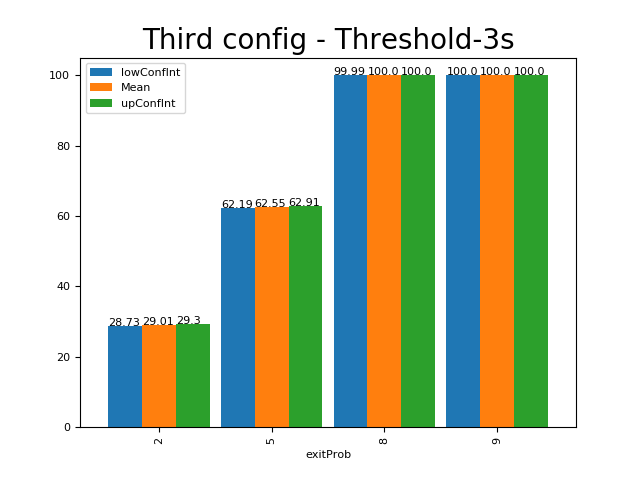 Third config - Threshold-3s
lowConfInt
Mean
upConfInt
100
80
60
40
20
0
28.73 29.01 29.3
62.19 62.55 62.91
99.99 100.0 100.0
100.0 100.0 100.0
2 5 8 9
exitProb